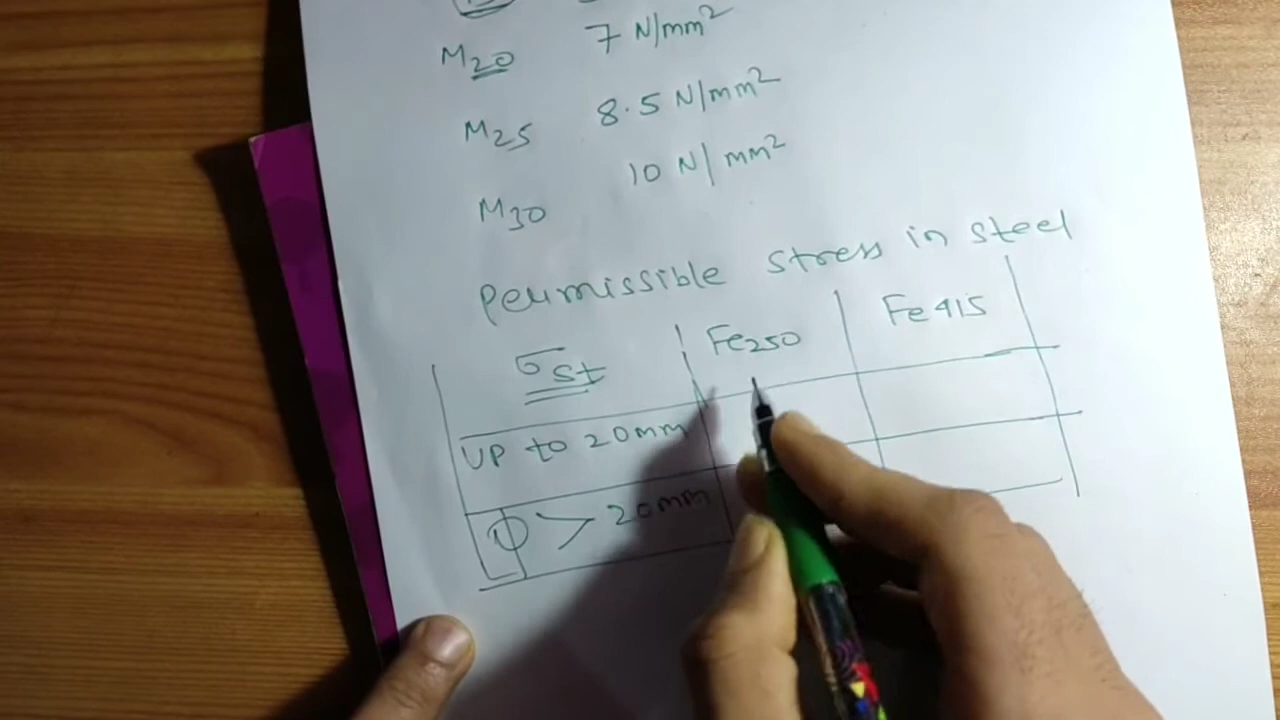 M20 7 N/mm²
M25 8.5 N/mm²
M30 10 N/mm²
Permissible stress in steel
σst Fe250 Fe415
UP to 20mm
ϕ > 20mm